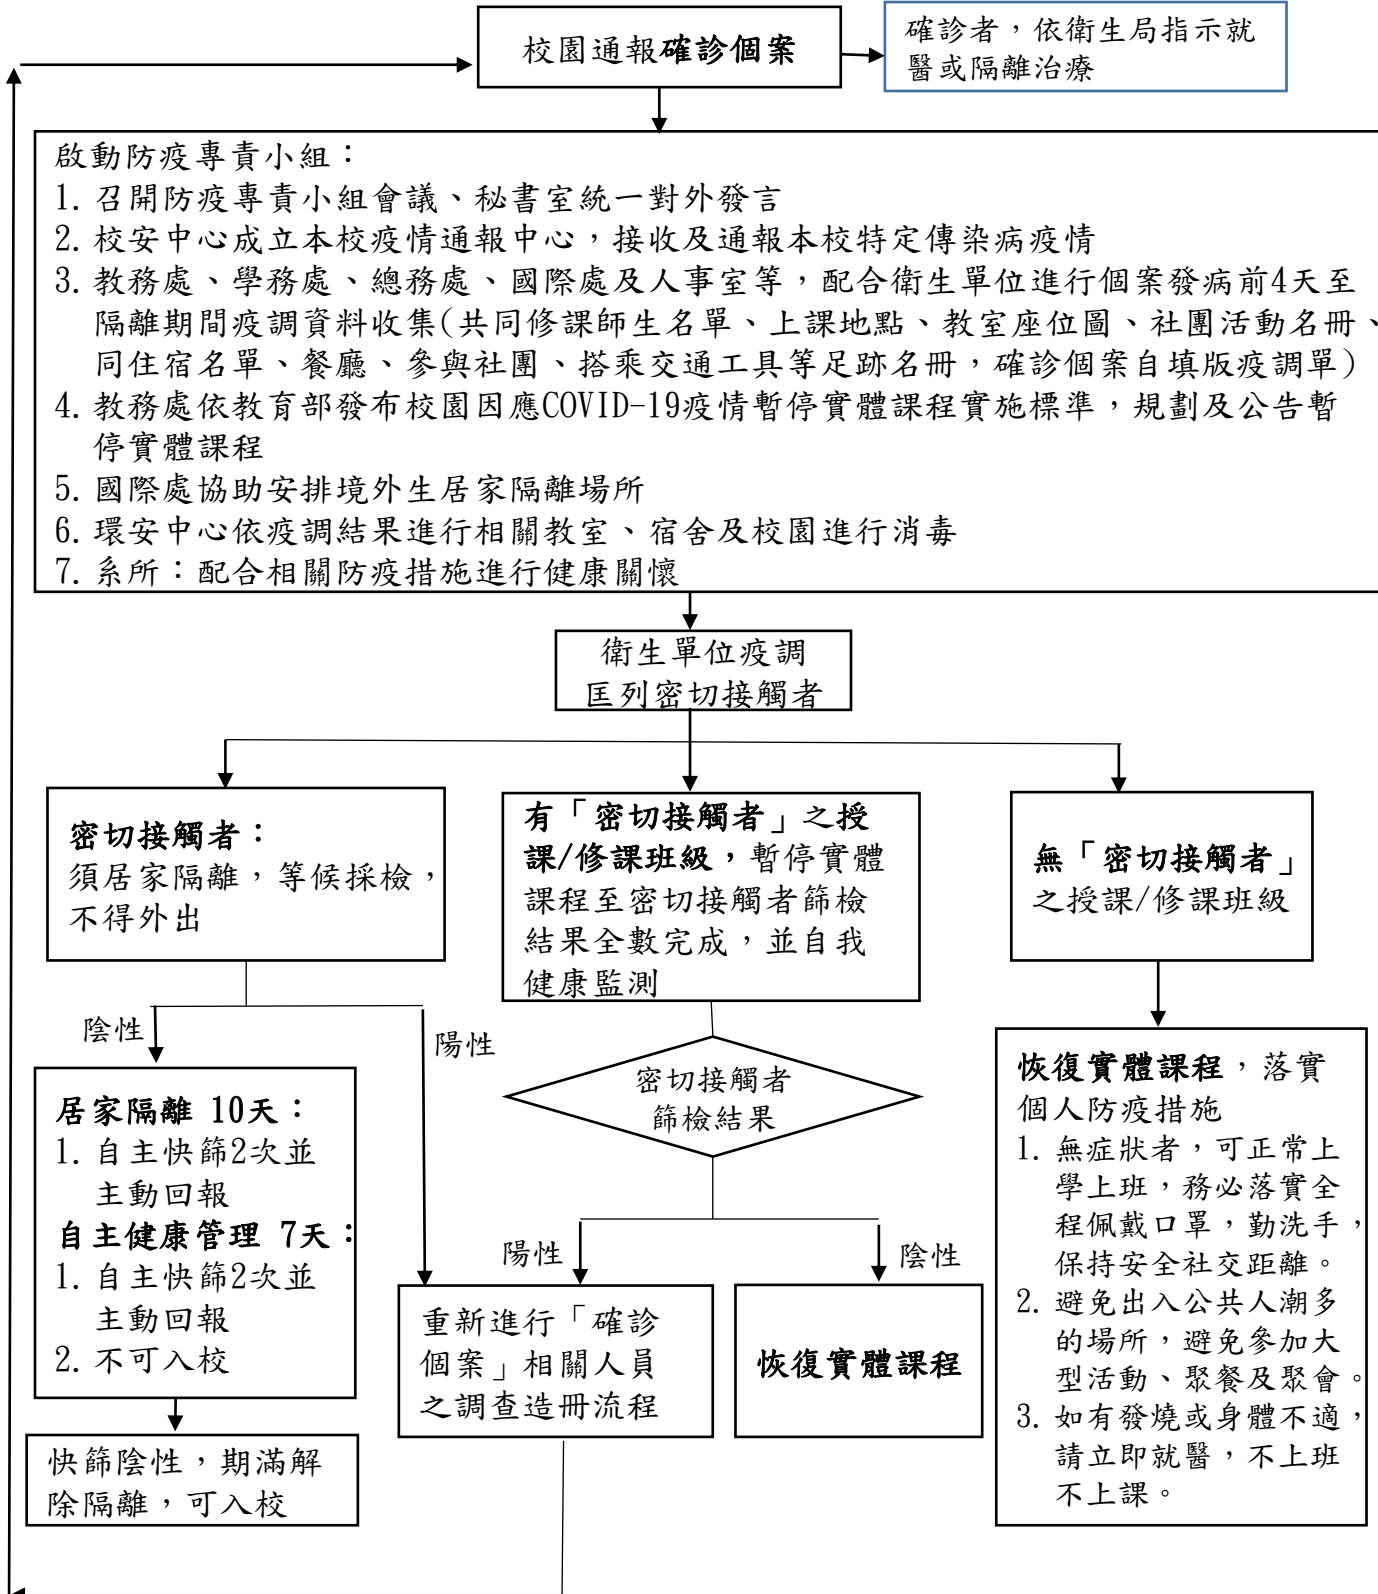 校園通報確診個案
確診者，依衛生局指示就
醫或隔離治療
啟動防疫專責小組：
1. 召開防疫專責小組會議、秘書室統一對外發言
2. 校安中心成立本校疫情通報中心，接收及通報本校特定傳染病疫情
3. 教務處、學務處、總務處、國際處及人事室等，配合衛生單位進行個案發病前4天至
隔離期間疫調資料收集(共同修課師生名單、上課地點、教室座位圖、社團活動名冊、
同住宿名單、餐廳、參與社團、搭乘交通工具等足跡名冊，確診個案自填版疫調單)
4. 教務處依教育部發布校園因應COVID-19疫情暫停實體課程實施標準，規劃及公告暫
停實體課程
5. 國際處協助安排境外生居家隔離場所
6. 環安中心依疫調結果進行相關教室、宿舍及校園進行消毒
7. 系所：配合相關防疫措施進行健康關懷
衛生單位疫調
匡列密切接觸者
密切接觸者：
須居家隔離，等候採檢，
不得外出
有「密切接觸者」之授
課/修課班級，暫停實體
課程至密切接觸者篩檢
結果全數完成，並自我
健康監測
無「密切接觸者」
之授課/修課班級
陰性
陽性
居家隔離 10天：
1. 自主快篩2次並
主動回報
自主健康管理 7天：
1. 自主快篩2次並
主動回報
2. 不可入校
密切接觸者
篩檢結果
恢復實體課程，落實
個人防疫措施
1. 無症狀者，可正常上
學上班，務必落實全
程佩戴口罩，勤洗手，
保持安全社交距離。
2. 避免出入公共人潮多
的場所，避免參加大
型活動、聚餐及聚會。
3. 如有發燒或身體不適，
請立即就醫，不上班
不上課。
陽性
陰性
重新進行「確診
個案」相關人員
之調查造冊流程
恢復實體課程
快篩陰性，期滿解
除隔離，可入校